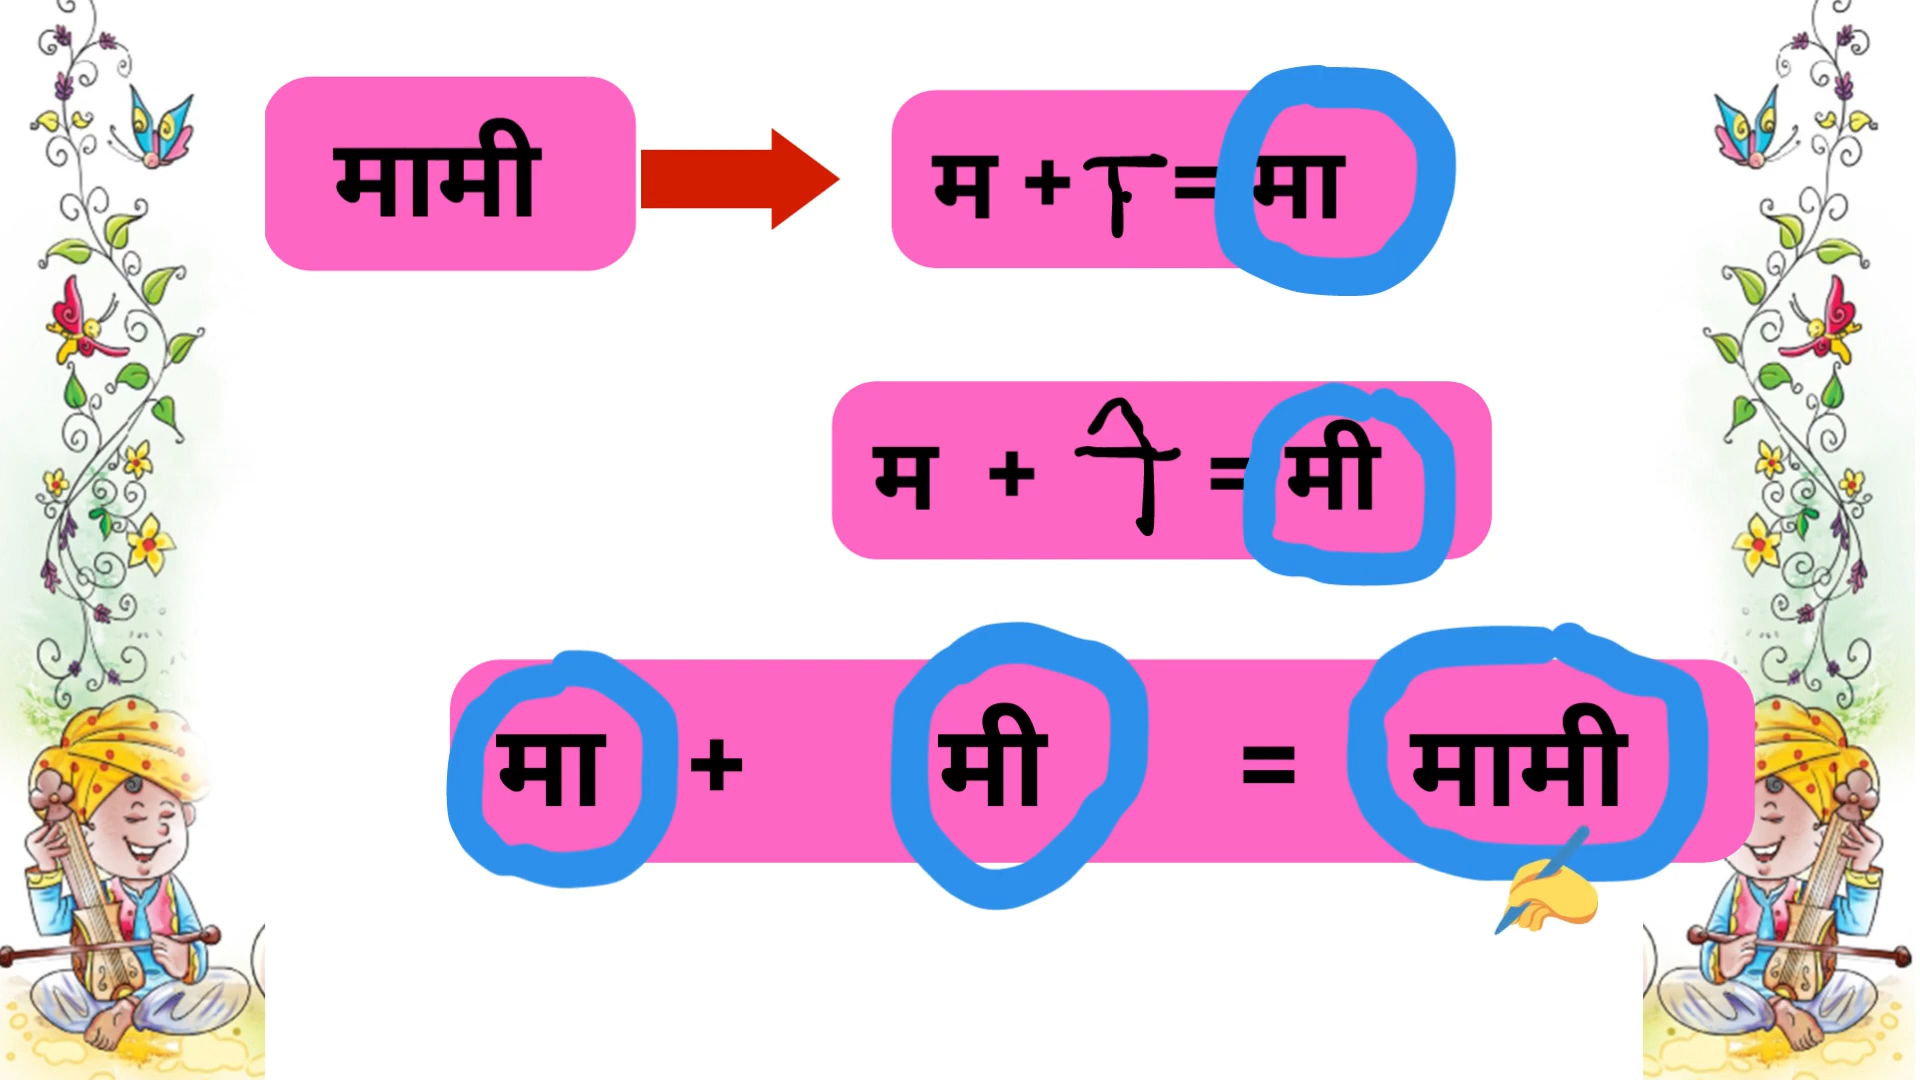 मामी
म + ा = मा
म + ी = मी
मा + मी = मामी